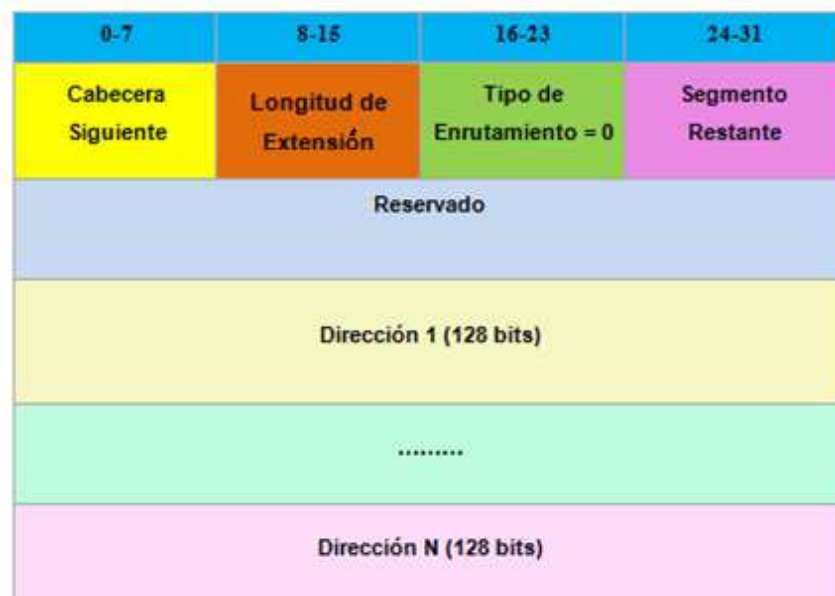 0-7 8-15 16-23 24-31
Cabecera
Siguiente
Longitud de
Extensión
Tipo de
Enrutamiento = 0
Segmento
Restante
Reservado
Dirección 1 (128 bits)
.........
Dirección N (128 bits)